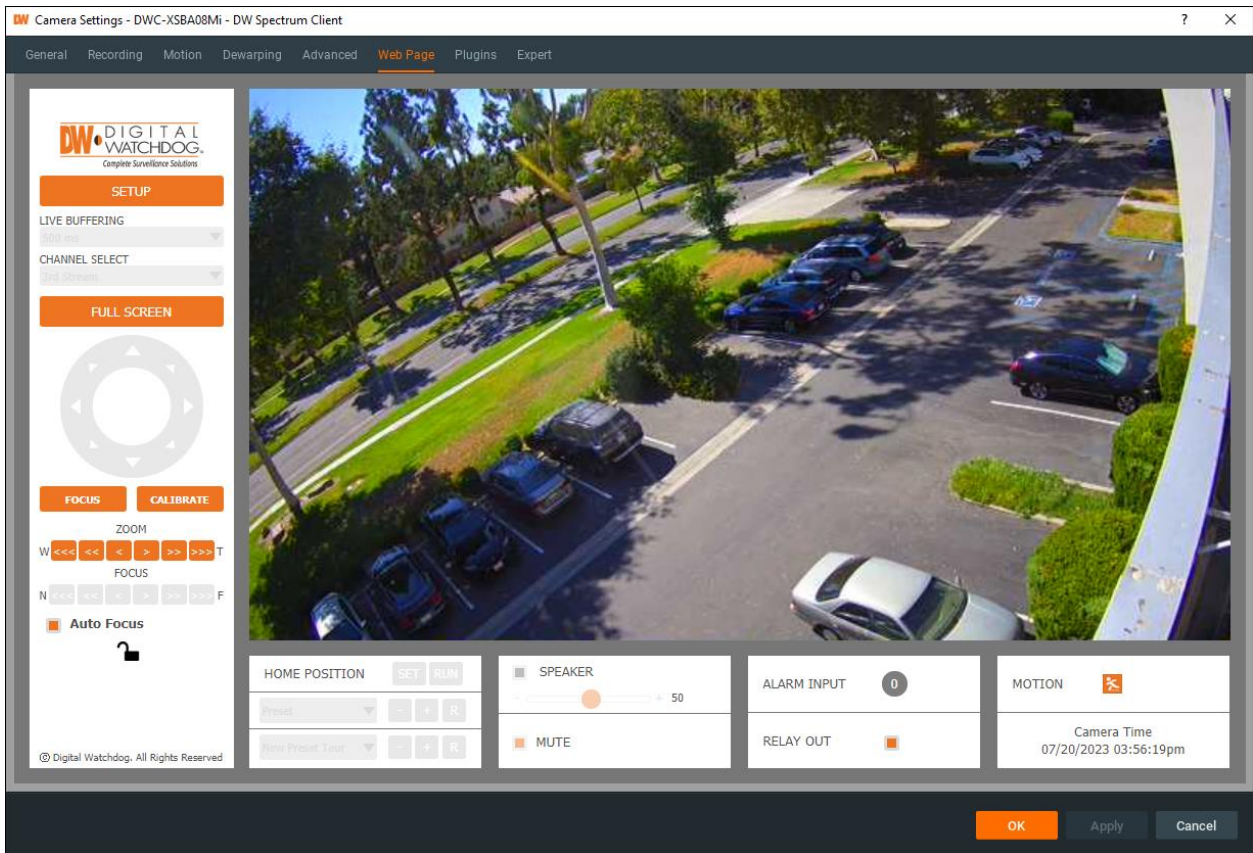 DW Camera Settings - DWC-XSBA08Mi - DW Spectrum Client ? ×
General Recording Motion Dewarping Advanced Web Page Plugins Expert
DW DIGITAL
WATCHDOG.
Complete Surveillance Solutions
SETUP
LIVE BUFFERING
500 ms
CHANNEL SELECT
3rd Stream
FULL SCREEN
FOCUS CALIBRATE
ZOOM
W <<< << < > >> >>> T
FOCUS
N <<< << < > >> >>> F
Auto Focus
© Digital Watchdog. All Rights Reserved
HOME POSITION SET RUN
Preset - + R
New Preset Tour - + R
SPEAKER
- + 50
MUTE
ALARM INPUT 0
RELAY OUT
MOTION
Camera Time
07/20/2023 03:56:19pm
OK Apply Cancel